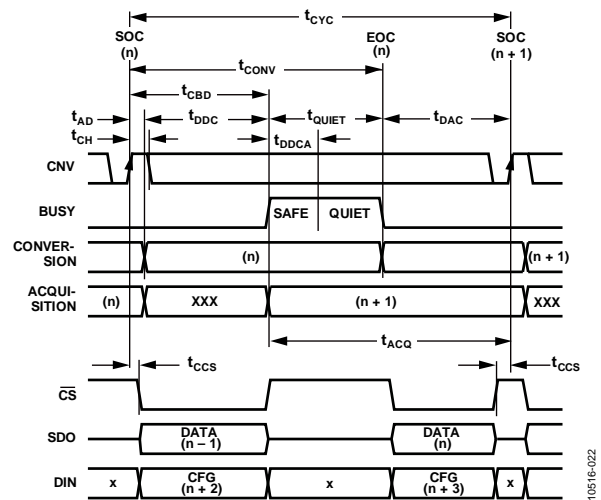 tCYC
SOC
(n)
EOC
(n)
SOC
(n + 1)
tCONV
tCBD
tAD
tDDC
tQUIET
tDAC
tCH
tDDCA
CNV
BUSY
SAFE
QUIET
CONVER-
SION
(n)
(n + 1)
ACQUI-
SITION
(n)
XXX
(n + 1)
XXX
tACQ
tCCS
tCCS
CS
SDO
DATA
(n – 1)
DATA
(n)
DIN
x
CFG
(n + 2)
x
CFG
(n + 3)
x
10516-022